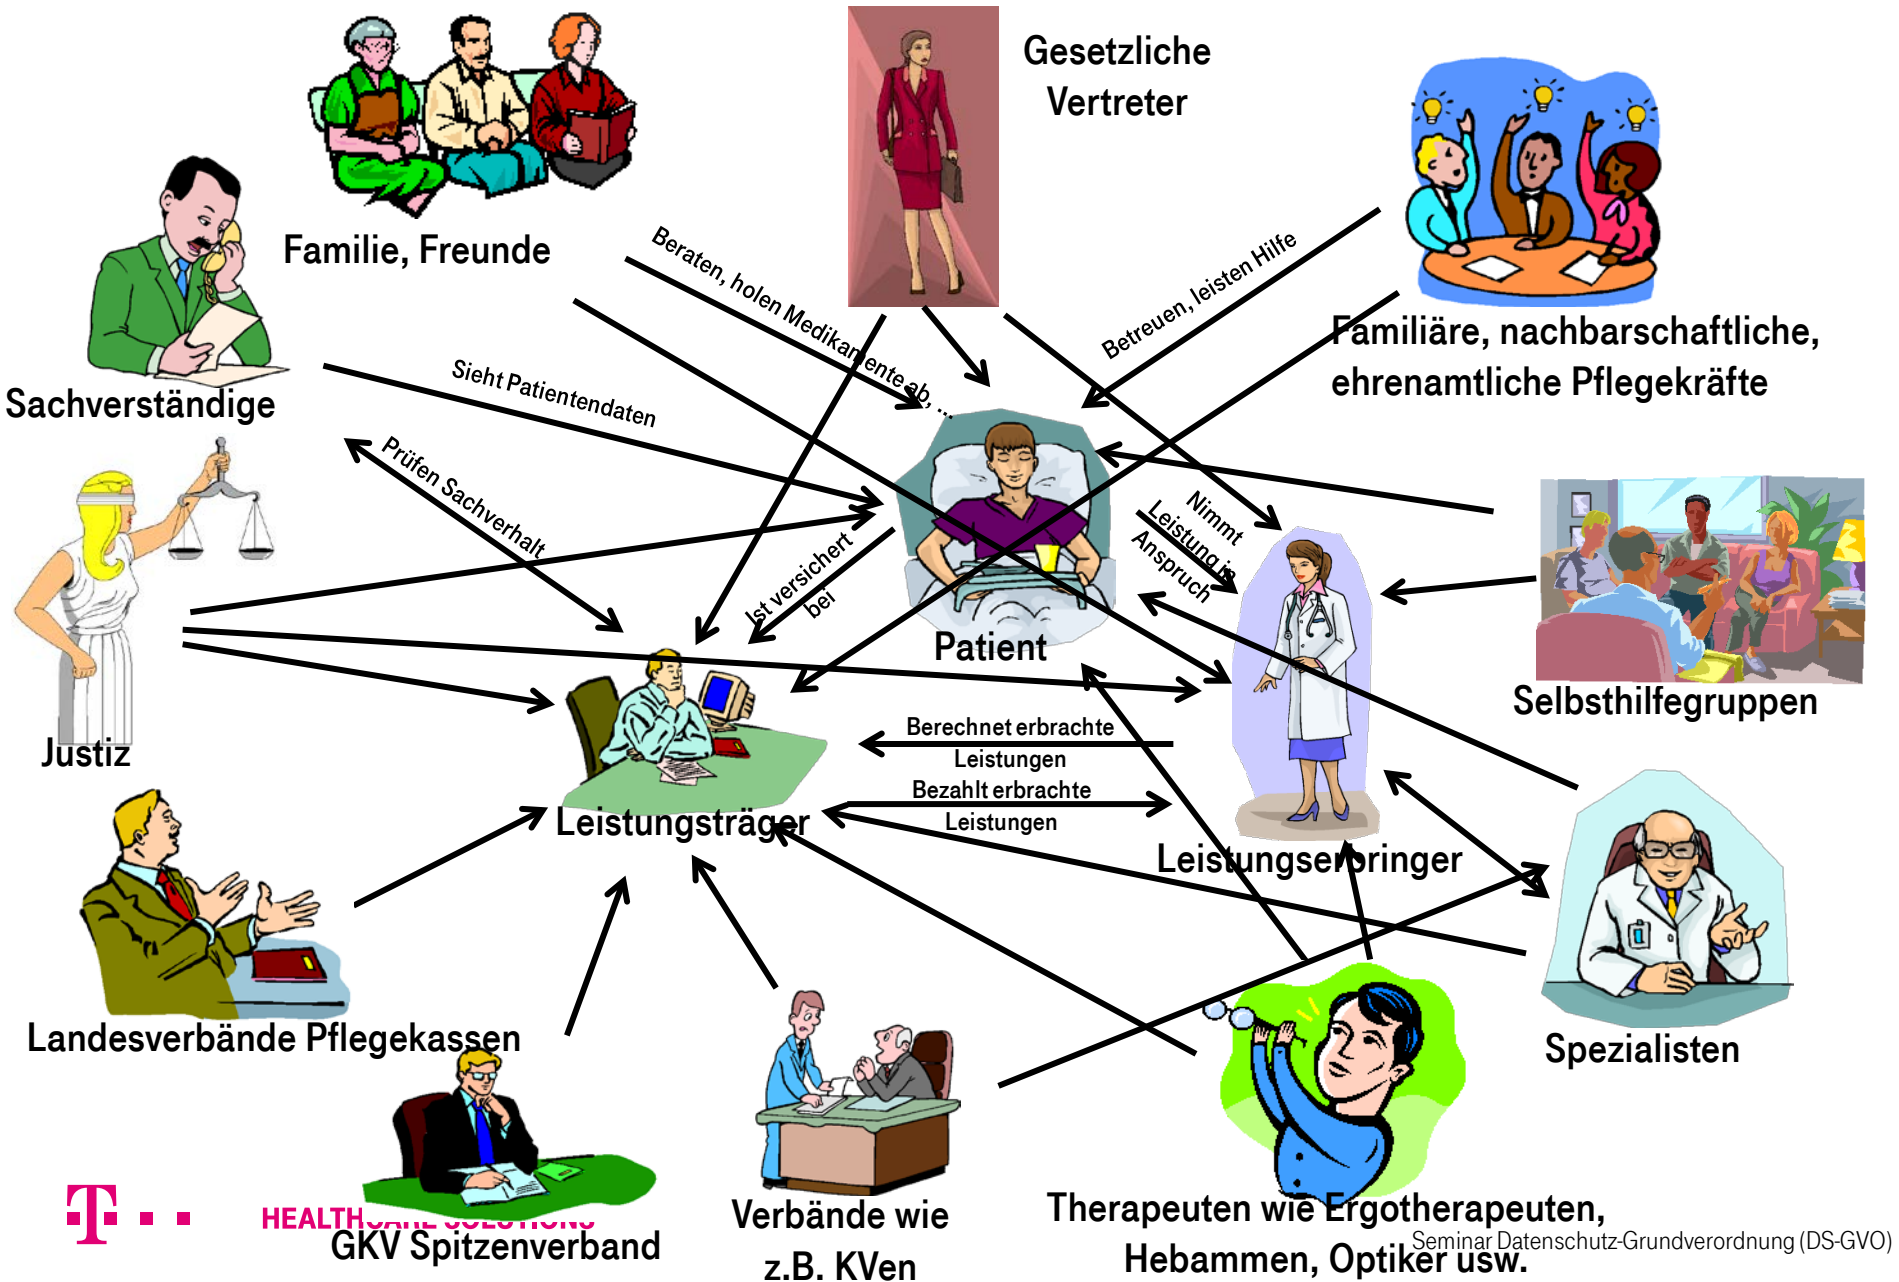 Gesetzliche
Vertreter
Familie, Freunde
Beraten, holen Medikamente ab, ...
Betreuen, leisten Hilfe
Familiäre, nachbarschaftliche,
ehrenamtliche Pflegekräfte
Sachverständige
Sieht Patientendaten
Prüfen Sachverhalt
Nimmt
Leistung in
Anspruch
Ist versichert
bei
Patient
Selbsthilfegruppen
Justiz
Berechnet erbrachte
Leistungen
Bezahlt erbrachte
Leistungen
Leistungsträger
Leistungserbringer
Landesverbände Pflegekassen
Spezialisten
T
HEALTHCARE SOLUTIONS
GKV Spitzenverband
Verbände wie
z.B. KVen
Therapeuten wie Ergotherapeuten,
Hebammen, Optiker usw.
Seminar Datenschutz-Grundverordnung (DS-GVO)